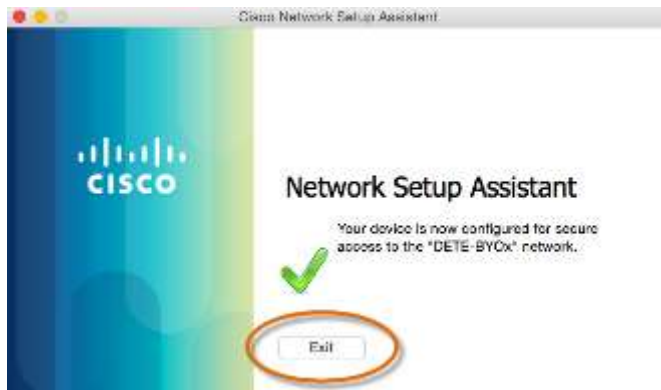 Cisco Network Setup Assistant
CISCO
Network Setup Assistant
Your device is now configured for secure
access to the "DETE-BYOx" network.
Exit